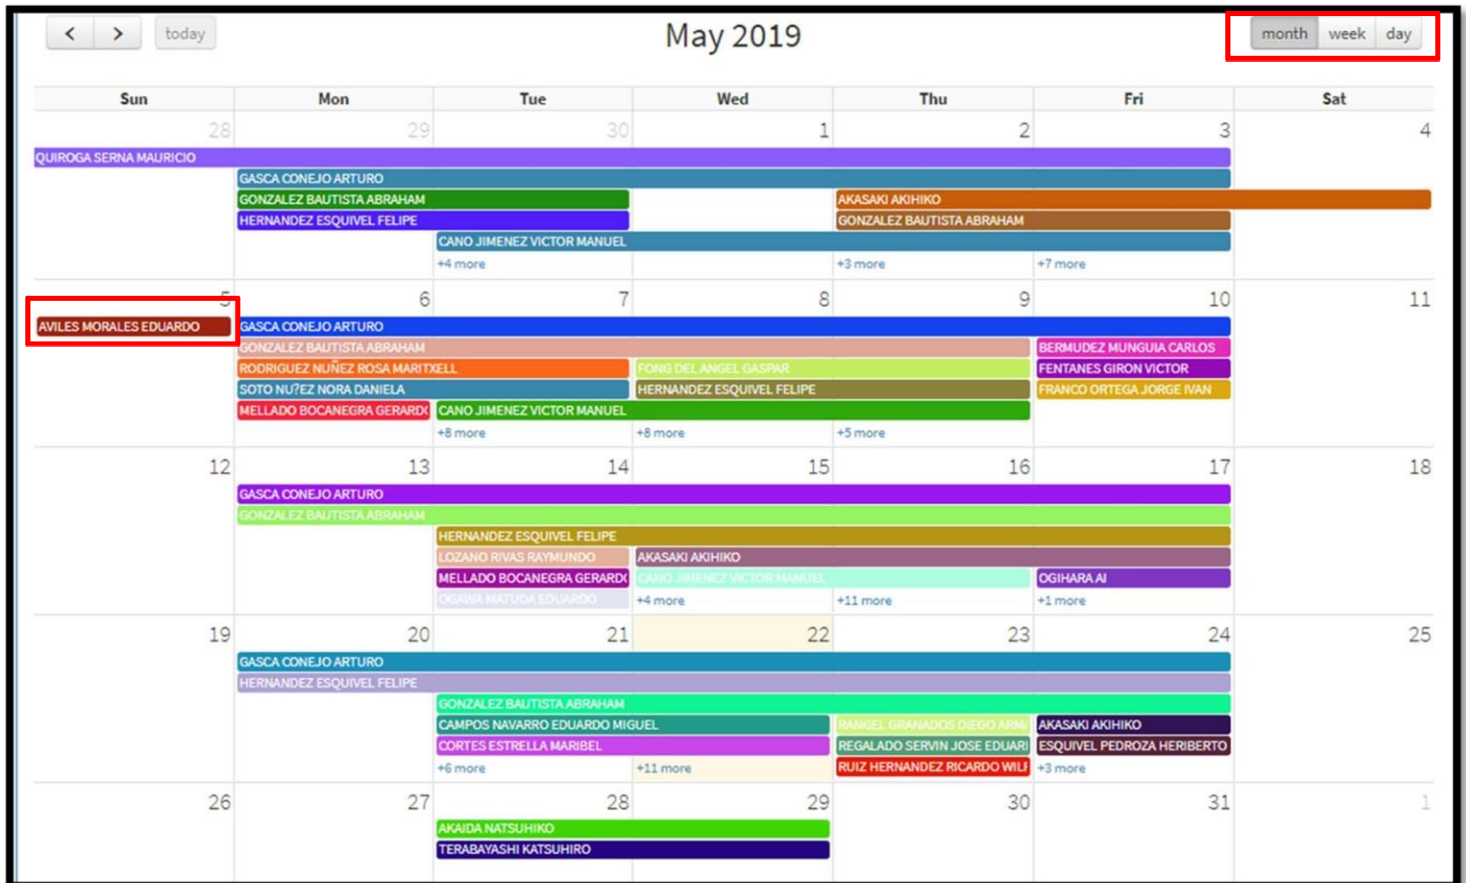 < > today May 2019 month week day
Sun Mon Tue Wed Thu Fri Sat
28 29 30 1 2 3 4
QUIROGA SERNA MAURICIO
GASCA CONEJO ARTURO
GONZALEZ BAUTISTA ABRAHAM AKASAKI AKIHIKO
HERNANDEZ ESQUIVEL FELIPE GONZALEZ BAUTISTA ABRAHAM
CANO JIMENEZ VICTOR MANUEL
+4 more +3 more +7 more
5 6 7 8 9 10 11
AVILES MORALES EDUARDO GASCA CONEJO ARTURO
GONZALEZ BAUTISTA ABRAHAM BERMUDEZ MUNGUIA CARLOS
RODRIGUEZ NUÑEZ ROSA MARITXELL FONG DEL ANGEL GASPAR FENTANES GIRON VICTOR
SOTO NU?EZ NORA DANIELA HERNANDEZ ESQUIVEL FELIPE FRANCO ORTEGA JORGE IVAN
MELLADO BOCANEGRA GERARDO CANO JIMENEZ VICTOR MANUEL
+8 more +8 more +5 more
12 13 14 15 16 17 18
GASCA CONEJO ARTURO
GONZALEZ BAUTISTA ABRAHAM
HERNANDEZ ESQUIVEL FELIPE
LOZANO RIVAS RAYMUNDO AKASAKI AKIHIKO
MELLADO BOCANEGRA GERARDO CANO JIMENEZ VICTOR MANUEL OGIHARA AI
OGAWA MATUDA EDUARDO +4 more +11 more +1 more
19 20 21 22 23 24 25
GASCA CONEJO ARTURO
HERNANDEZ ESQUIVEL FELIPE
GONZALEZ BAUTISTA ABRAHAM
CAMPOS NAVARRO EDUARDO MIGUEL RANGEL GRANADOS DIEGO ARMA AKASAKI AKIHIKO
CORTES ESTRELLA MARIBEL REGALADO SERVIN JOSE EDUARI ESQUIVEL PEDROZA HERIBERTO
+6 more +11 more RUIZ HERNANDEZ RICARDO WILF +3 more
26 27 28 29 30 31 1
AKAIDA NATSUHIKO
TERABAYASHI KATSUHIRO